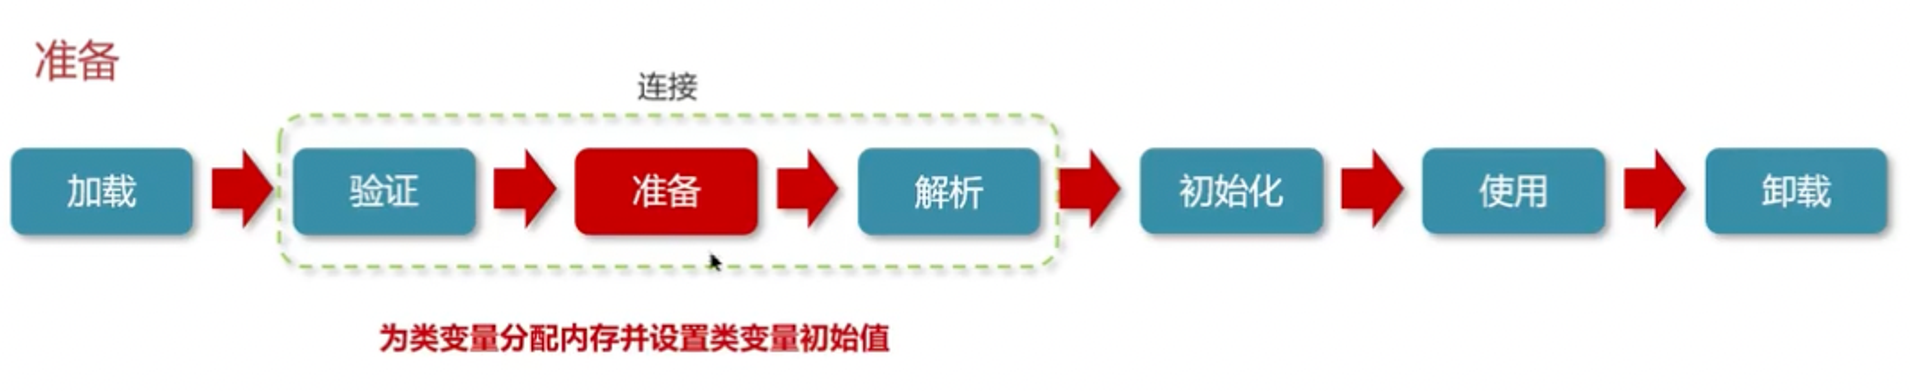 准备
连接
加载
验证
准备
解析
初始化
使用
卸载
为类变量分配内存并设置类变量初始值